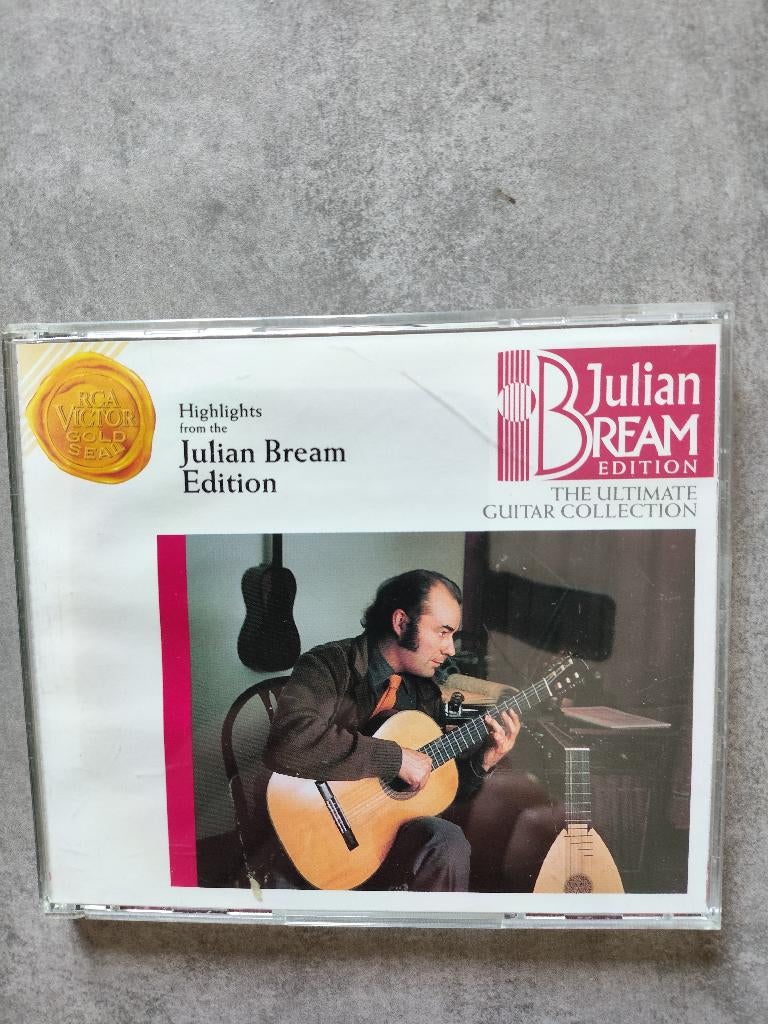 RCA
VICTOR
GOLD
SEAL
Highlights
from the
Julian Bream
Edition
Julian
BREAM
EDITION
THE ULTIMATE
GUITAR COLLECTION